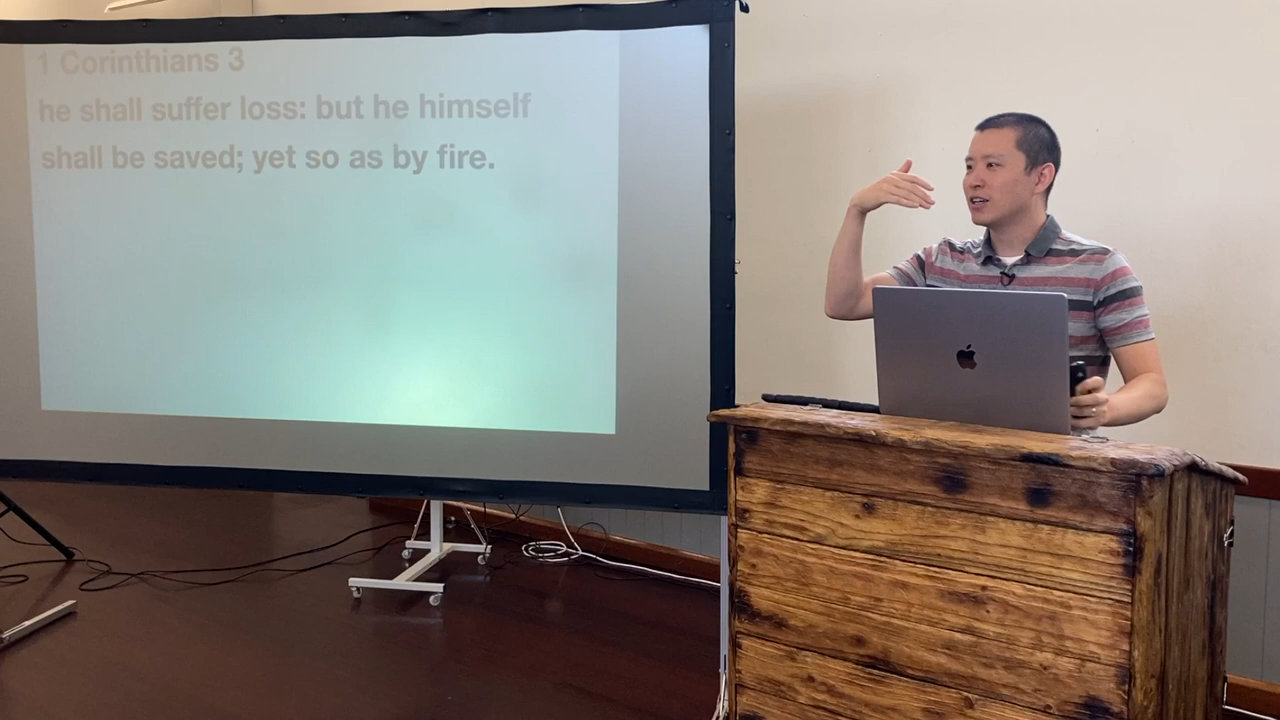 1 Corinthians 3
he shall suffer loss: but he himself
shall be saved; yet so as by fire.